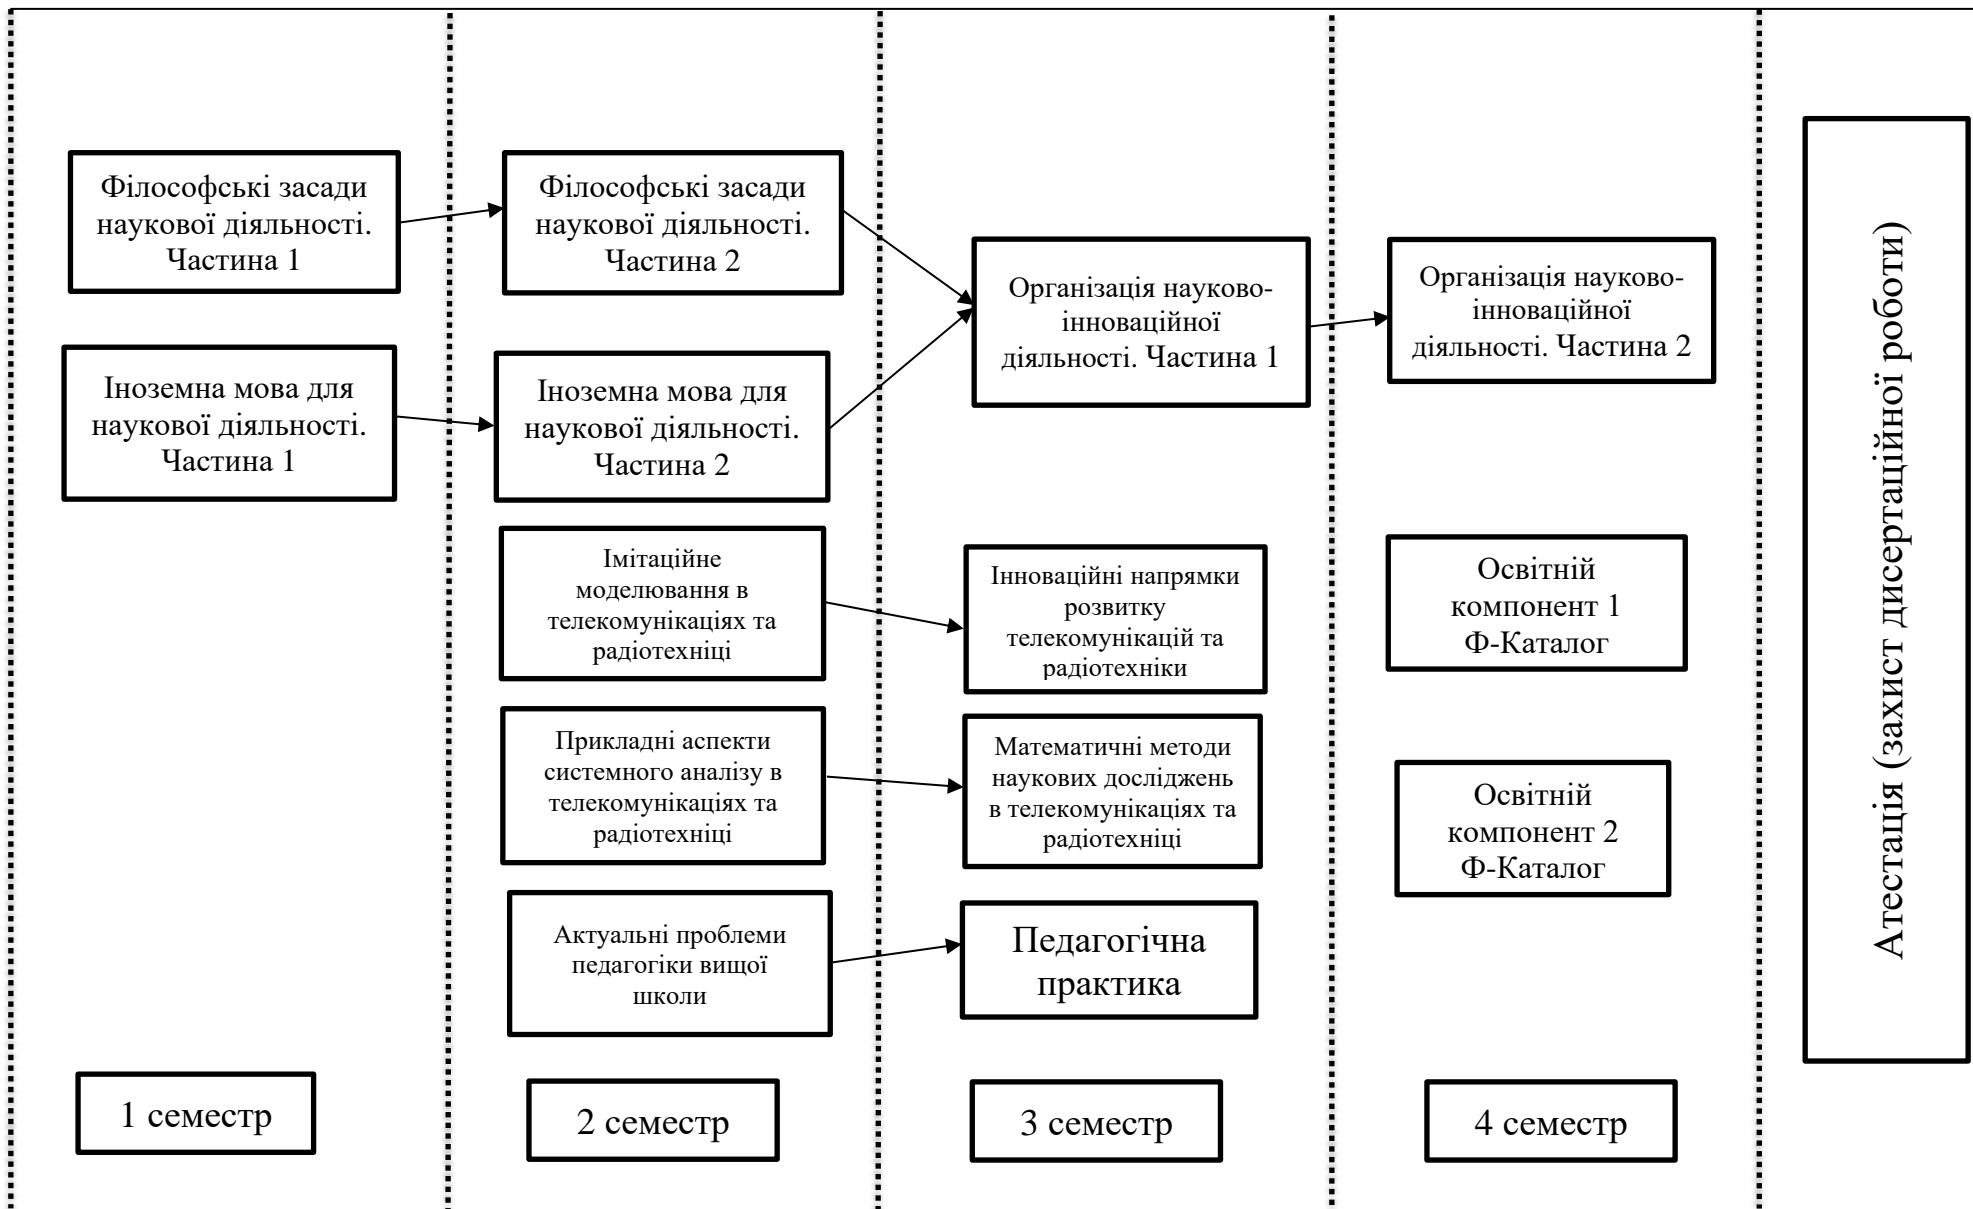 Філософські засади
наукової діяльності.
Частина 1
Іноземна мова для
наукової діяльності.
Частина 1
1 семестр
Філософські засади
наукової діяльності.
Частина 2
Іноземна мова для
наукової діяльності.
Частина 2
Імітаційне
моделювання в
телекомунікаціях та
радіотехніці
Прикладні аспекти
системного аналізу в
телекомунікаціях та
радіотехніці
Актуальні проблеми
педагогіки вищої
школи
2 семестр
Організація науково-
інноваційної
діяльності. Частина 1
Інноваційні напрямки
розвитку
телекомунікацій та
радіотехніки
Математичні методи
наукових досліджень
в телекомунікаціях та
радіотехніці
Педагогічна
практика
3 семестр
Організація науково-
інноваційної
діяльності. Частина 2
Освітній
компонент 1
Ф-Каталог
Освітній
компонент 2
Ф-Каталог
4 семестр
Атестація (захист дисертаційної роботи)